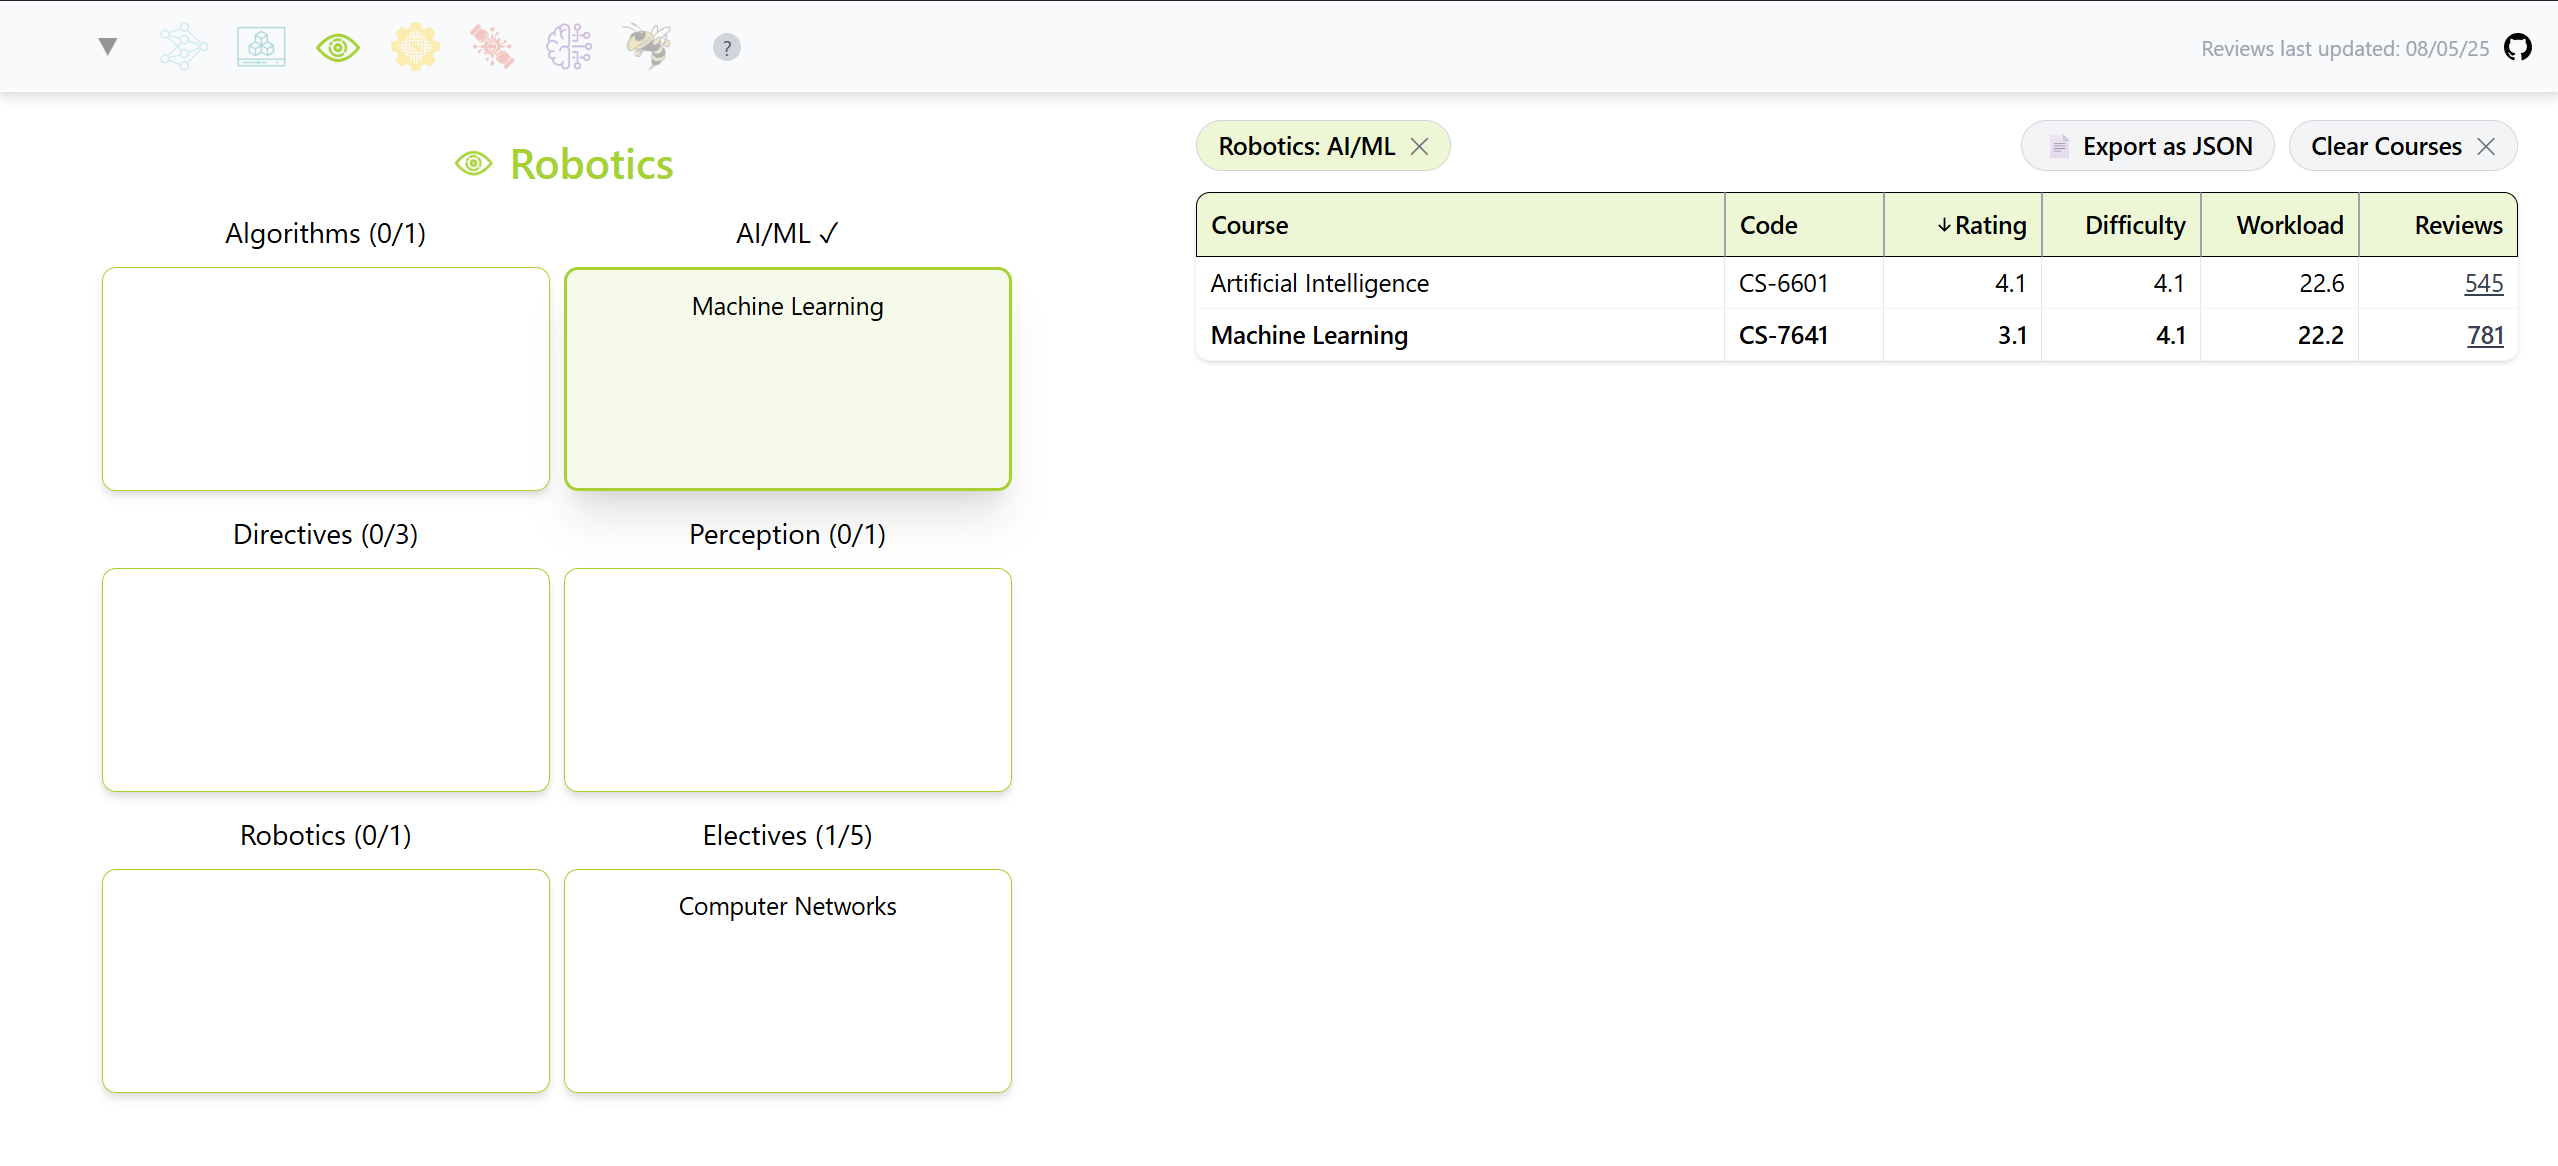 ▼ ? Reviews last updated: 08/05/25
Robotics
Algorithms (0/1)
AI/ML ✓
Machine Learning
Directives (0/3)
Perception (0/1)
Robotics (0/1)
Electives (1/5)
Computer Networks
Robotics: AI/ML ×
Export as JSON
Clear Courses ×
Course Code ↓Rating Difficulty Workload Reviews
Artificial Intelligence CS-6601 4.1 4.1 22.6 545
Machine Learning CS-7641 3.1 4.1 22.2 781